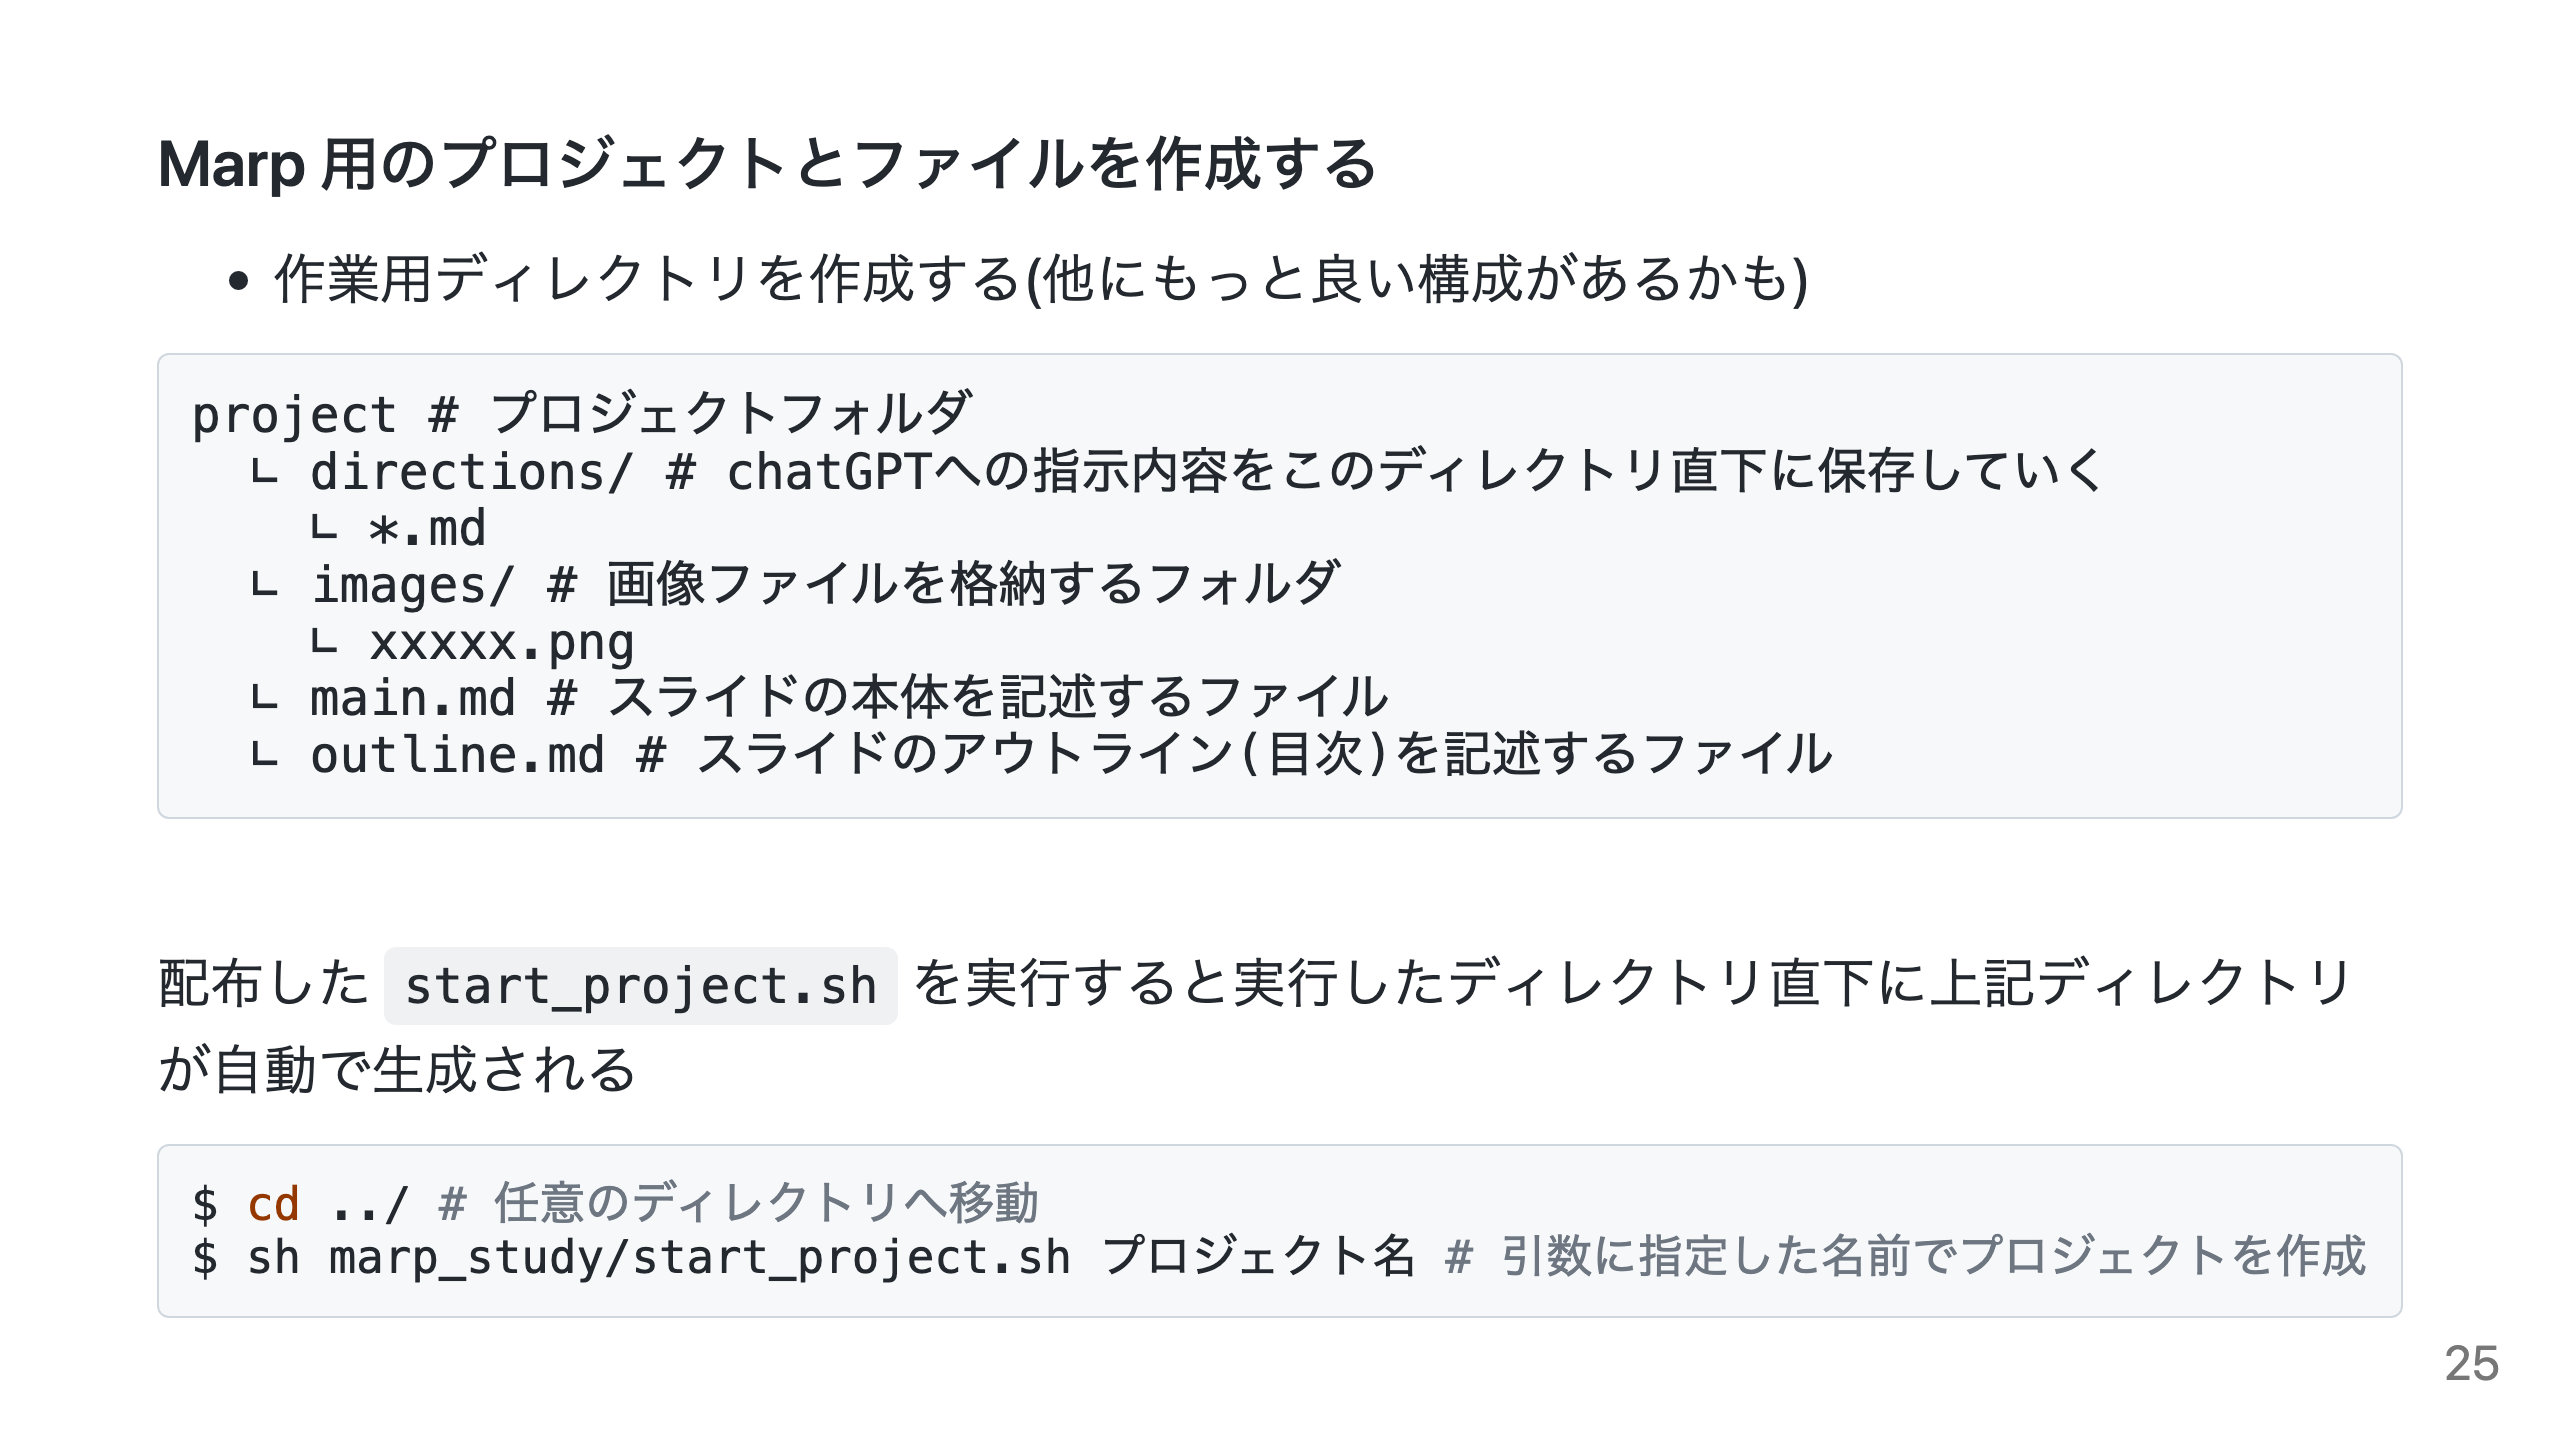 Marp 用のプロジェクトとファイルを作成する
• 作業用ディレクトリを作成する(他にもっと良い構成があるかも)
project # プロジェクトフォルダ
  ∟ directions/ # chatGPTへの指示内容をこのディレクトリ直下に保存していく
    ∟ *.md
  ∟ images/ # 画像ファイルを格納するフォルダ
    ∟ xxxxx.png
  ∟ main.md # スライドの本体を記述するファイル
  ∟ outline.md # スライドのアウトライン(目次)を記述するファイル
配布した start_project.sh を実行すると実行したディレクトリ直下に上記ディレクトリ
が自動で生成される
$ cd ../ # 任意のディレクトリへ移動
$ sh marp_study/start_project.sh プロジェクト名 # 引数に指定した名前でプロジェクトを作成
25